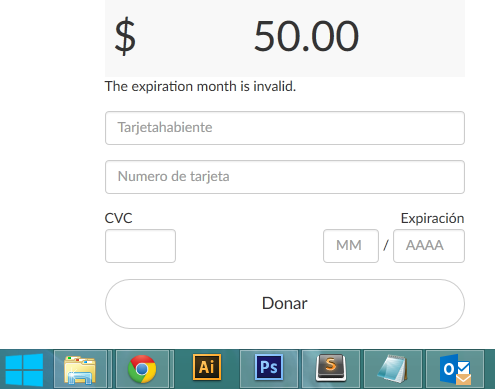 $ 50.00
The expiration month is invalid.
Tarjetahabiente
Numero de tarjeta
CVC Expiración
MM / AAAA
Donar
Ai Ps S O